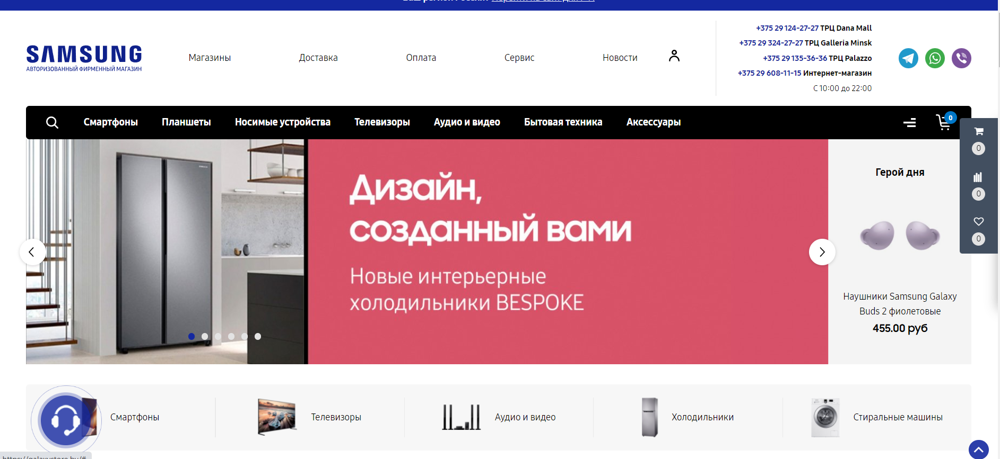 SAMSUNG
АВТОРИЗОВАННЫЙ ФИРМЕННЫЙ МАГАЗИН
Магазины
Доставка
Оплата
Сервис
Новости
+375 29 124-27-27 ТРЦ Dana Mall
+375 29 324-27-27 ТРЦ Galleria Minsk
+375 29 135-36-36 ТРЦ Palazzo
+375 29 608-11-15 Интернет-магазин
С 10:00 до 22:00
Смартфоны
Планшеты
Носимые устройства
Телевизоры
Аудио и видео
Бытовая техника
Аксессуары
0
0
0
0
Дизайн,
созданный вами
Новые интерьерные
холодильники BESPOKE
Герой дня
Наушники Samsung Galaxy
Buds 2 фиолетовые
455.00 руб
Смартфоны
Телевизоры
Аудио и видео
Холодильники
Стиральные машины
https://galaxystore.by/#